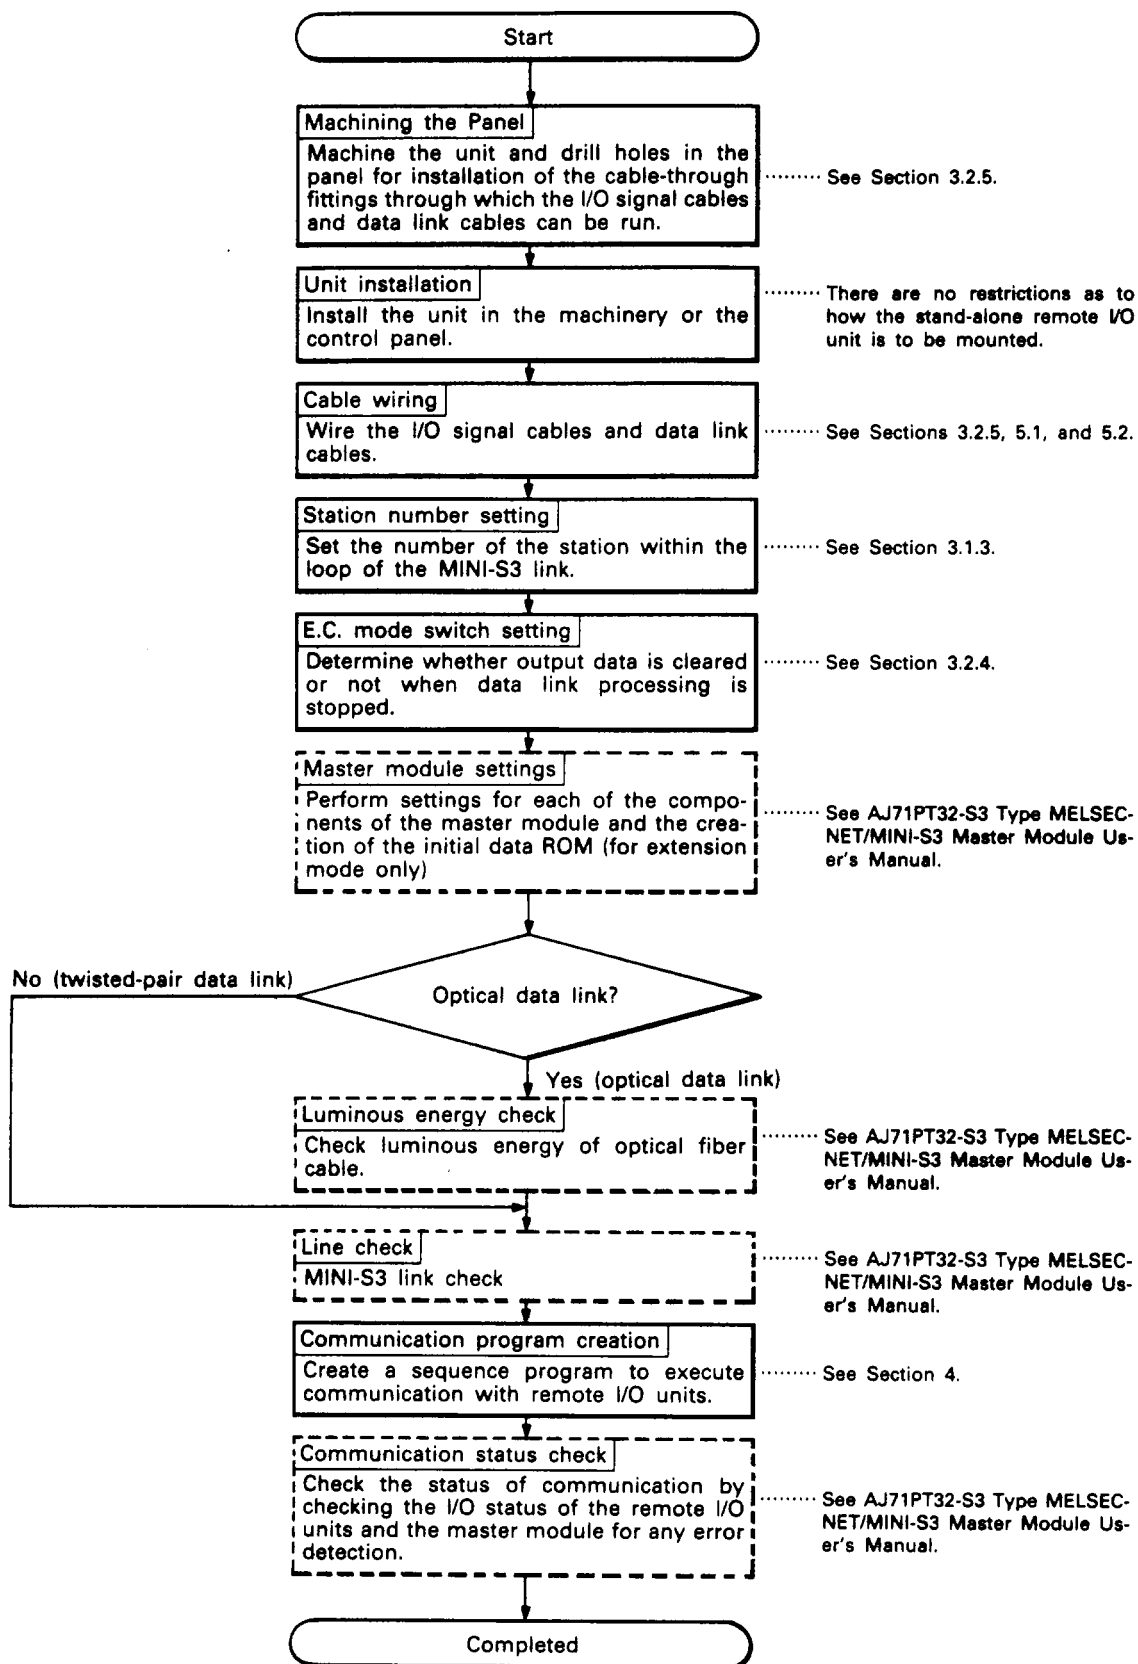 Start
Machining the Panel
Machine the unit and drill holes in the
panel for installation of the cable-through
fittings through which the I/O signal cables
and data link cables can be run.
········· See Section 3.2.5.
Unit installation
Install the unit in the machinery or the
control panel.
········· There are no restrictions as to
how the stand-alone remote I/O
unit is to be mounted.
Cable wiring
Wire the I/O signal cables and data link
cables.
········· See Sections 3.2.5, 5.1, and 5.2.
Station number setting
Set the number of the station within the
loop of the MINI-S3 link.
········· See Section 3.1.3.
E.C. mode switch setting
Determine whether output data is cleared
or not when data link processing is
stopped.
········· See Section 3.2.4.
Master module settings
Perform settings for each of the compo-
nents of the master module and the crea-
tion of the initial data ROM (for extension
mode only)
········· See AJ71PT32-S3 Type MELSEC-
NET/MINI-S3 Master Module Us-
er's Manual.
No (twisted-pair data link)
Optical data link?
Yes (optical data link)
Luminous energy check
Check luminous energy of optical fiber
cable.
········· See AJ71PT32-S3 Type MELSEC-
NET/MINI-S3 Master Module Us-
er's Manual.
Line check
MINI-S3 link check
········· See AJ71PT32-S3 Type MELSEC-
NET/MINI-S3 Master Module Us-
er's Manual.
Communication program creation
Create a sequence program to execute
communication with remote I/O units.
········· See Section 4.
Communication status check
Check the status of communication by
checking the I/O status of the remote I/O
units and the master module for any error
detection.
········· See AJ71PT32-S3 Type MELSEC-
NET/MINI-S3 Master Module Us-
er's Manual.
Completed